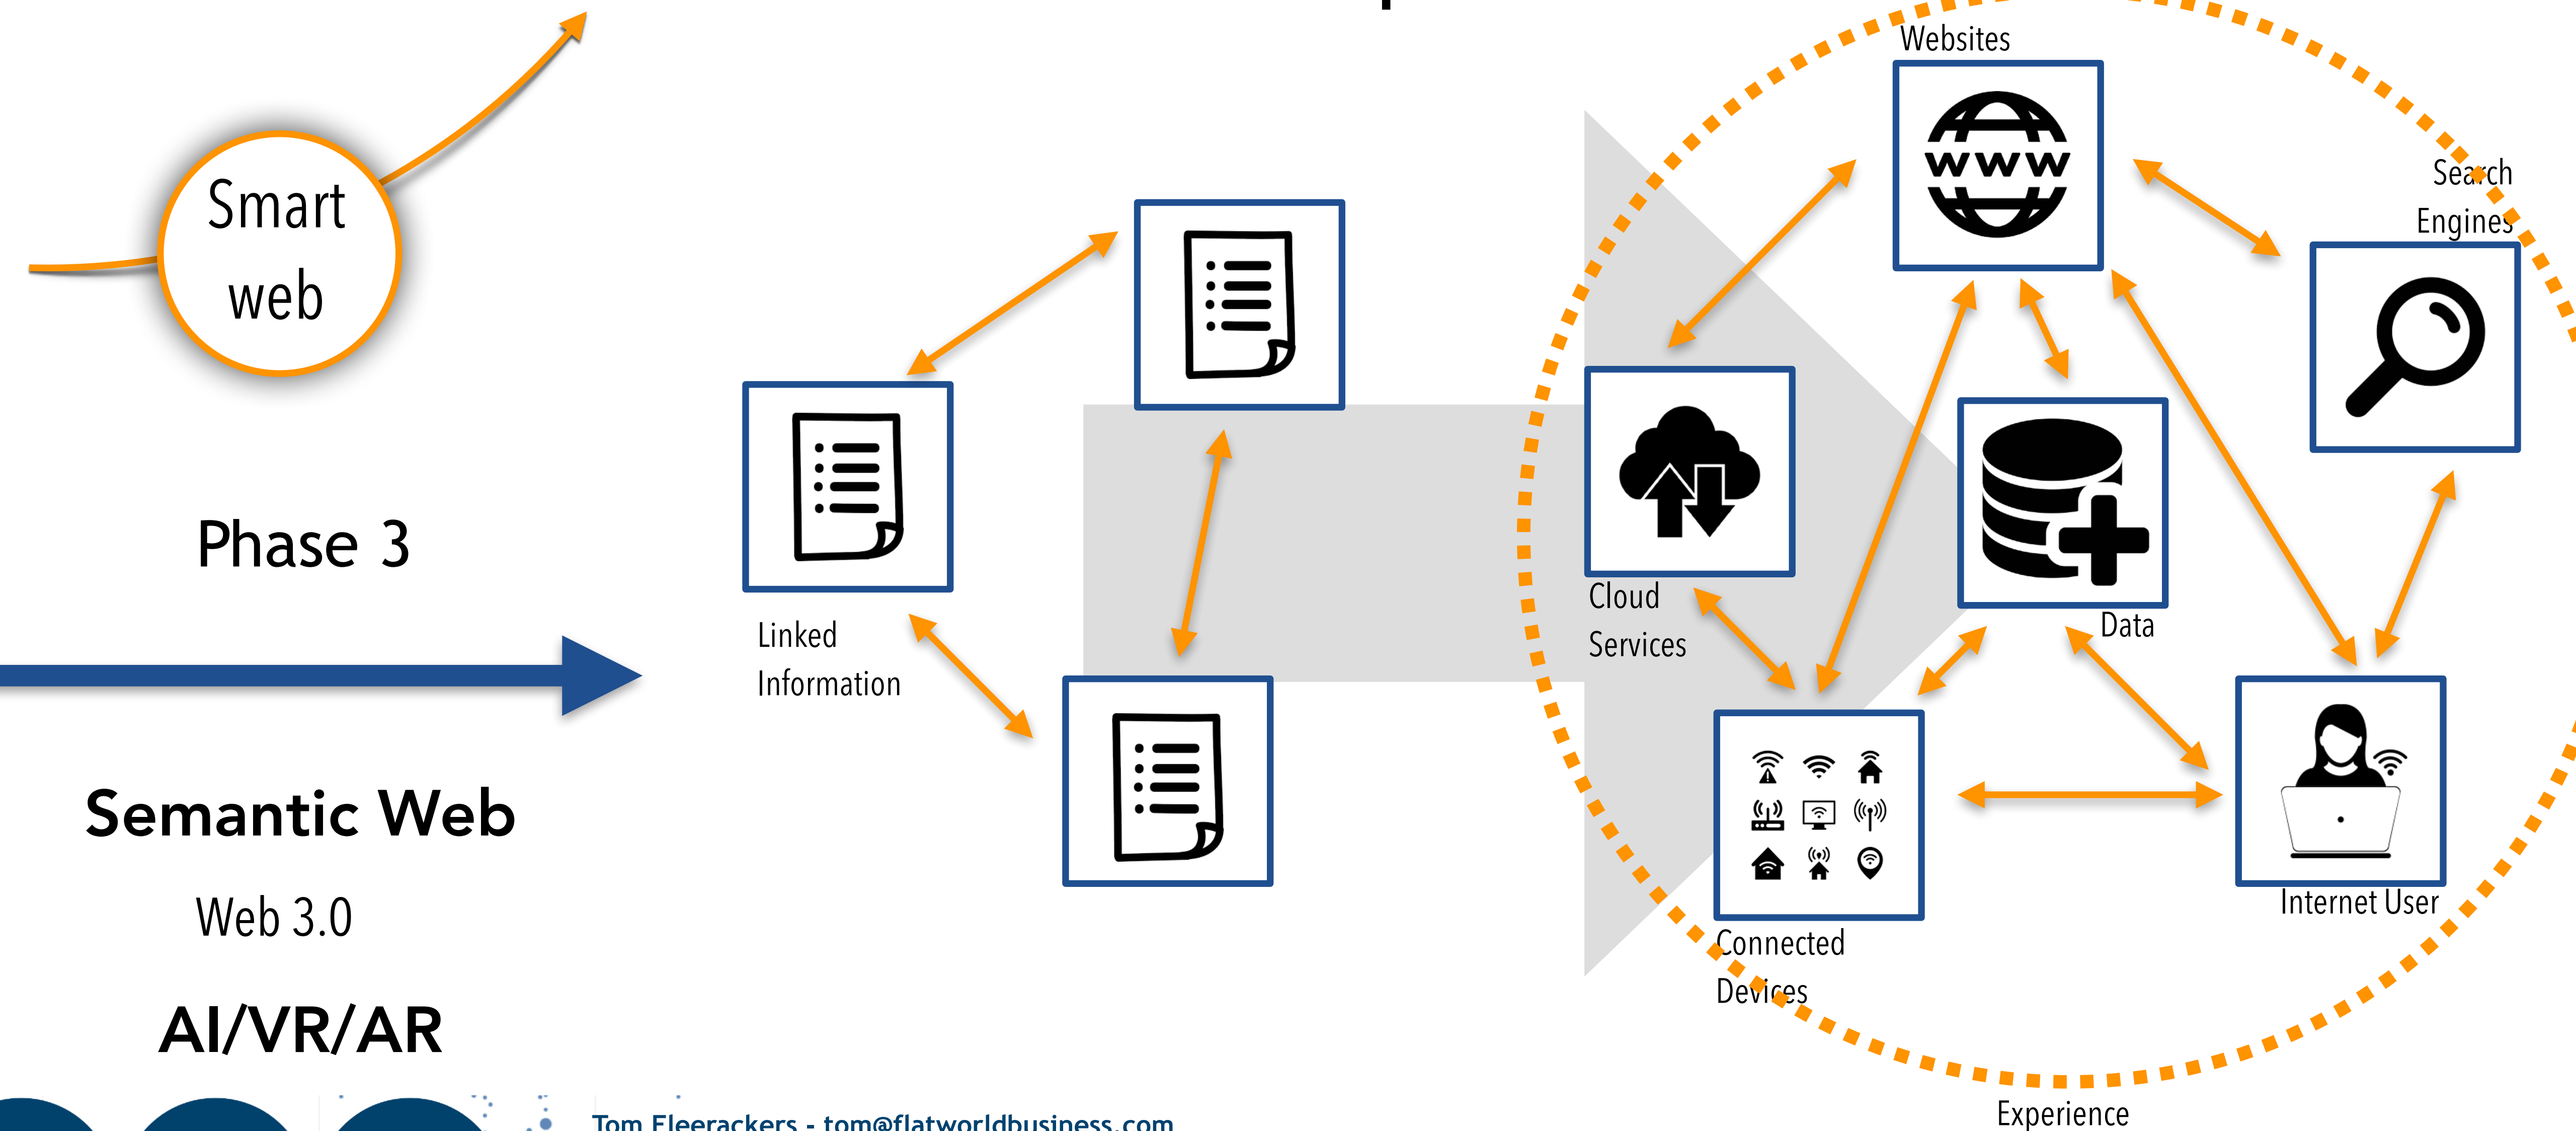 Smart
web
Phase 3
Semantic Web
Web 3.0
AI/VR/AR
Linked
Information
Websites
www
Search
Engines
Cloud
Services
Data
Connected
Devices
Internet User
Experience
Tom Fleerackers - tom@flatworldbusiness.com